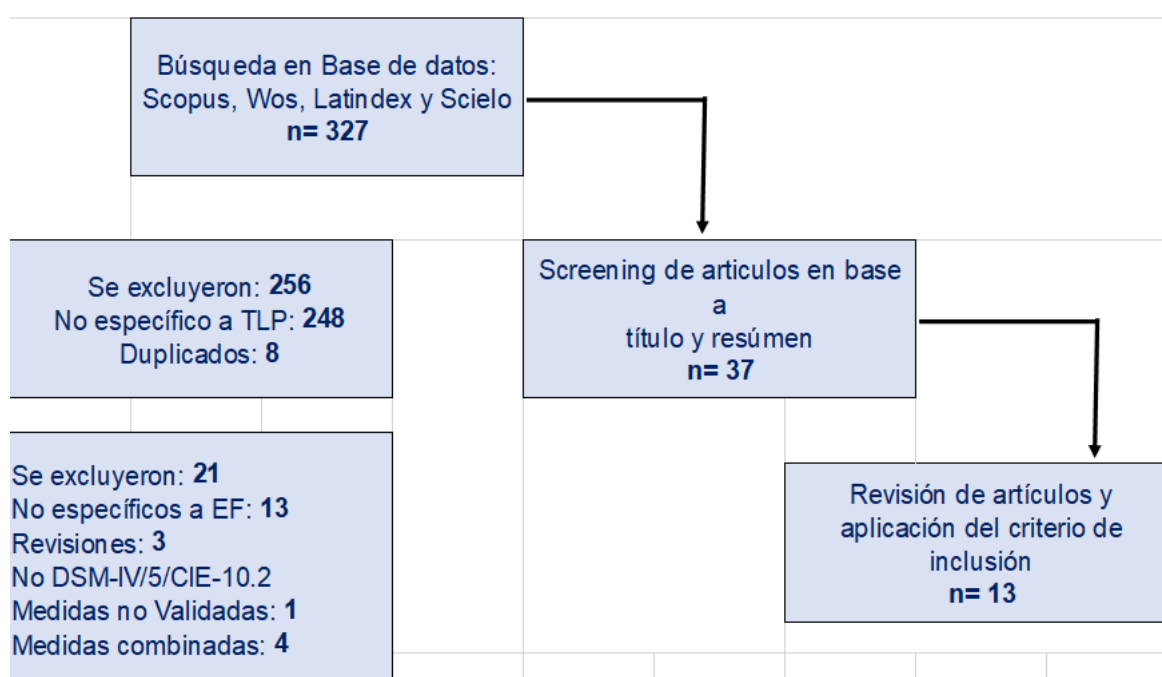 Búsqueda en Base de datos:
Scopus, Wos, Latindex y Scielo
n= 327
Se excluyeron: 256
No específico a TLP: 248
Duplicados: 8
Screening de articulos en base
a
título y resúmen
n= 37
Se excluyeron: 21
No específicos a EF: 13
Revisiones: 3
No DSM-IV/5/CIE-10.2
Medidas no Validadas: 1
Medidas combinadas: 4
Revisión de artículos y
aplicación del criterio de
inclusión
n= 13